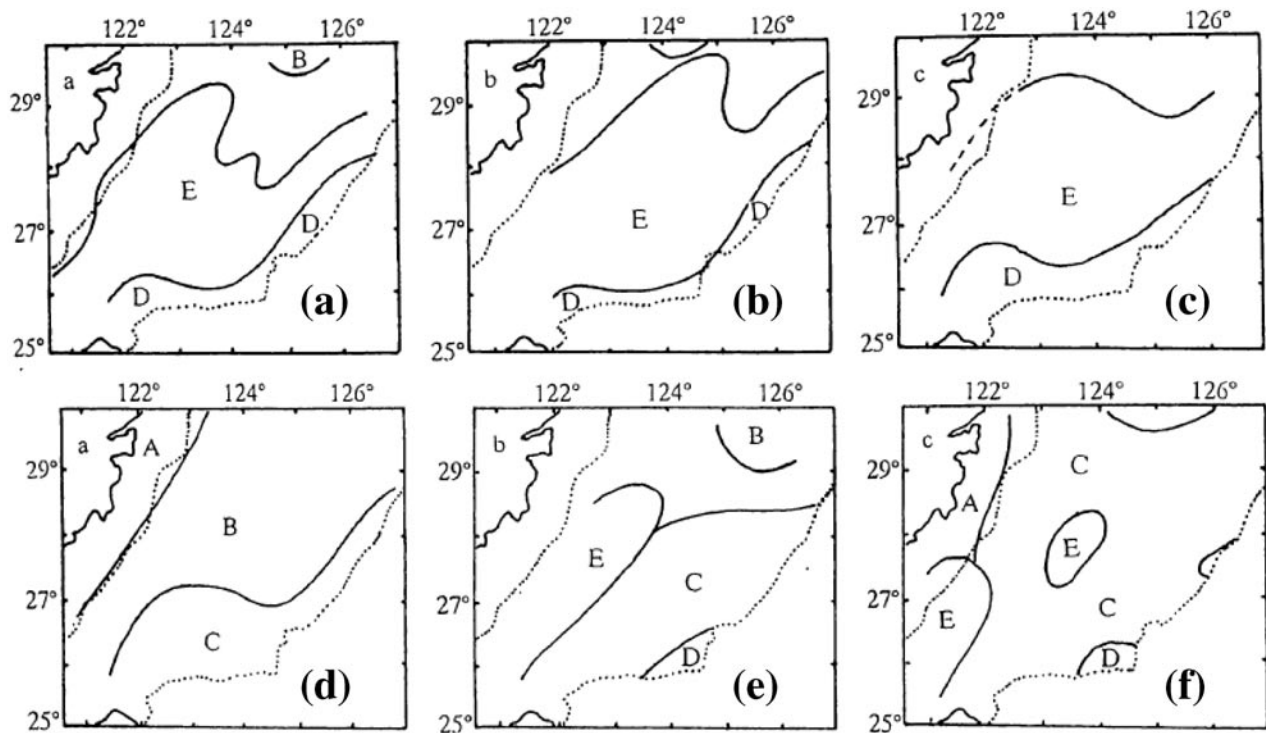 122° 124° 126° 122° 124° 126° 122° 124° 126°
a B b c
29° 29° 29°
E E E
27° D 27° D 27°
D (a) D (b) D (c)
25° 25° 25°
122° 124° 126° 122° 124° 126° 122° 124° 126°
a A b B c C
29° 29° 29°
B E C A E
27° 27° 27° C
C E
D D
(d) (e) (f)
25° 25° 25°